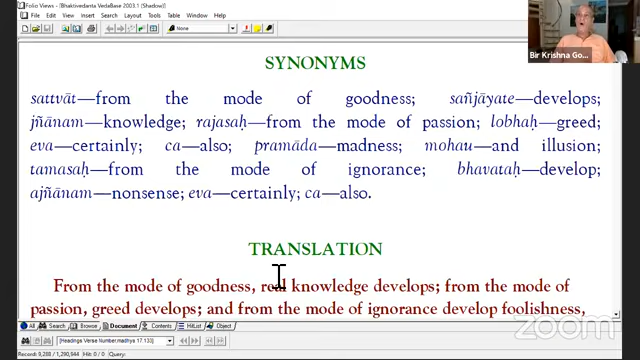 Folio Views - [Bhaktivedanta VedaBase 2003.1 (Shadow)]
File Edit View Search Insert Layout Tools Window Help
<None>
Bir Krishna Go...
SYNONYMS
sattvāt—from the mode of goodness; sañjāyate—develops;
jñānam—knowledge; rajasaḥ—from the mode of passion; lobhaḥ—greed;
eva—certainly; ca—also; pramāda—madness; mohau—and illusion;
tamasaḥ—from the mode of ignorance; bhavataḥ—develop;
ajñānam—nonsense; eva—certainly; ca—also.
TRANSLATION
From the mode of goodness, real knowledge develops; from the mode of
passion, greed develops; and from the mode of ignorance develop foolishness,
All Search Browse Document Contents HitList Object
[Headings Verse Number:madhya 17.133]
Record: 9,288 / 1,290,944 Hit: 0 / 0 Query:
zoom